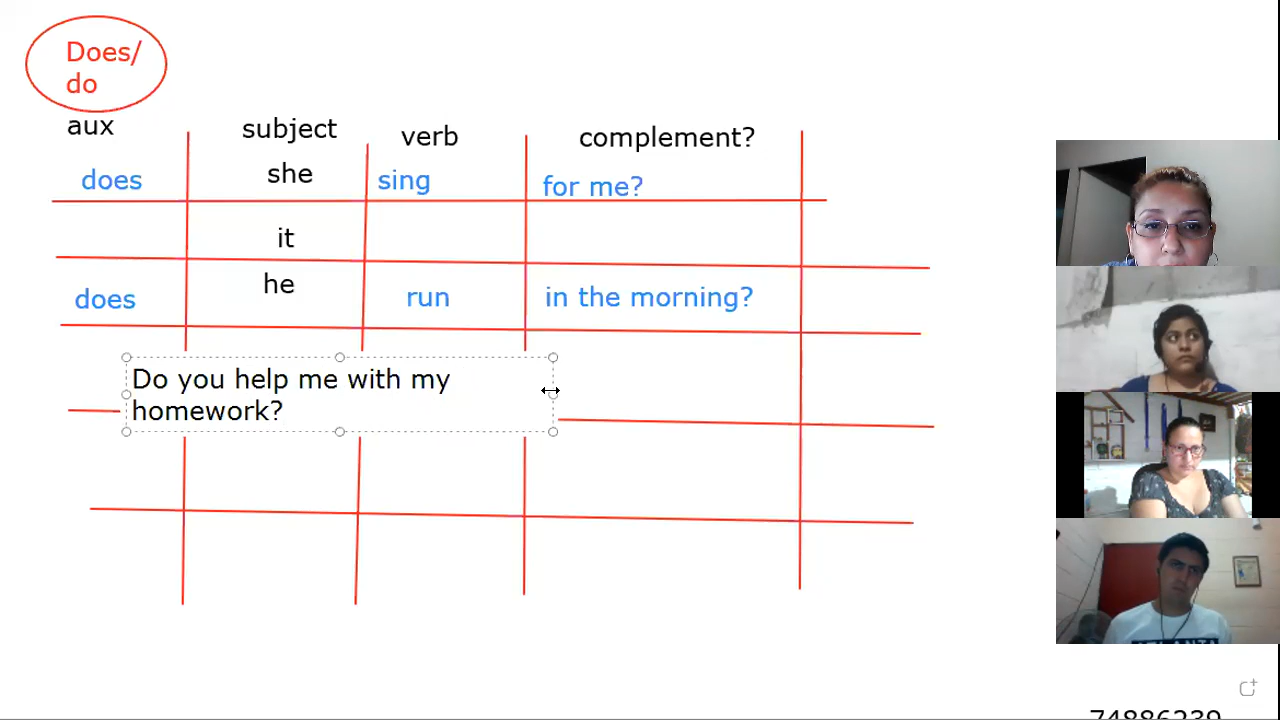 Does/
do
aux subject verb complement?
does she sing for me?
it
he
does run in the morning?
Do you help me with my
homework?